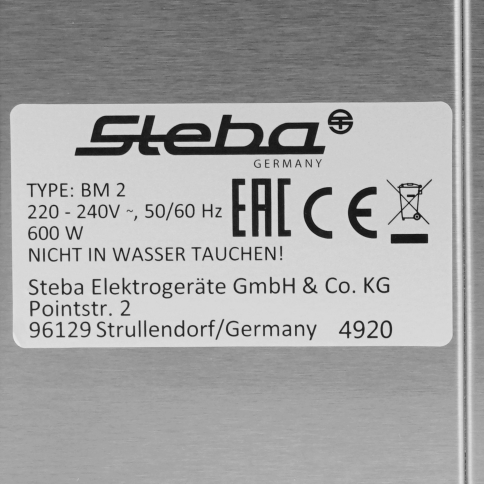 Steba
GERMANY
TYPE: BM 2
220 - 240V ~, 50/60 Hz
600 W
NICHT IN WASSER TAUCHEN!
EAC CE
Steba Elektrogeräte GmbH & Co. KG
Pointstr. 2
96129 Strullendorf/Germany 4920